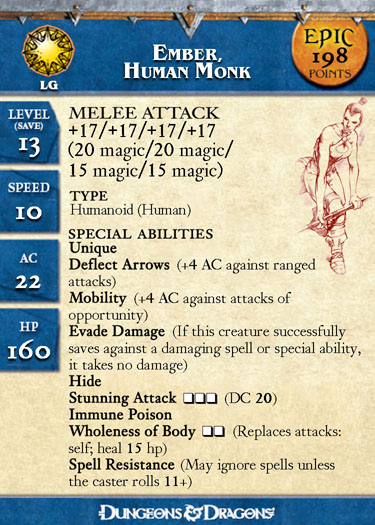 EMBER,
HUMAN MONK
EPIC
198
POINTS
LG
LEVEL
(SAVE)
13
SPEED
10
AC
22
HP
160
MELEE ATTACK
+17/+17/+17/+17
(20 magic/20 magic/
15 magic/15 magic)
TYPE
Humanoid (Human)
SPECIAL ABILITIES
Unique
Deflect Arrows (+4 AC against ranged
attacks)
Mobility (+4 AC against attacks of
opportunity)
Evade Damage (If this creature successfully
saves against a damaging spell or special ability,
it takes no damage)
Hide
Stunning Attack ❑❑❑ (DC 20)
Immune Poison
Wholeness of Body ❑❑ (Replaces attacks:
self; heal 15 hp)
Spell Resistance (May ignore spells unless
the caster rolls 11+)
DUNGEONS & DRAGONS